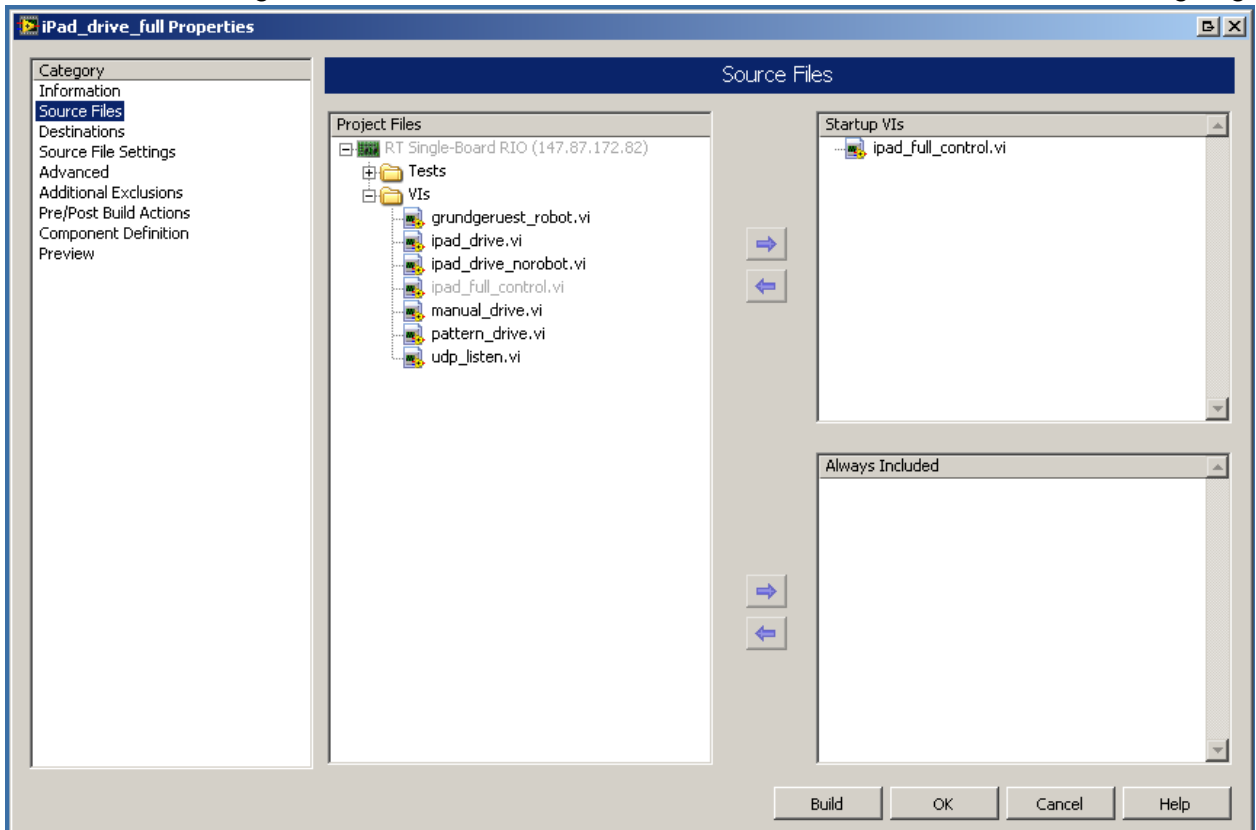 iPad_drive_full Properties
Category
Information
Source Files
Destinations
Source File Settings
Advanced
Additional Exclusions
Pre/Post Build Actions
Component Definition
Preview
Source Files
Project Files
RT Single-Board RIO (147.87.172.82)
Tests
VIs
grundgeruest_robot.vi
ipad_drive.vi
ipad_drive_norobot.vi
ipad_full_control.vi
manual_drive.vi
pattern_drive.vi
udp_listen.vi
Startup VIs
ipad_full_control.vi
Always Included
Build OK Cancel Help